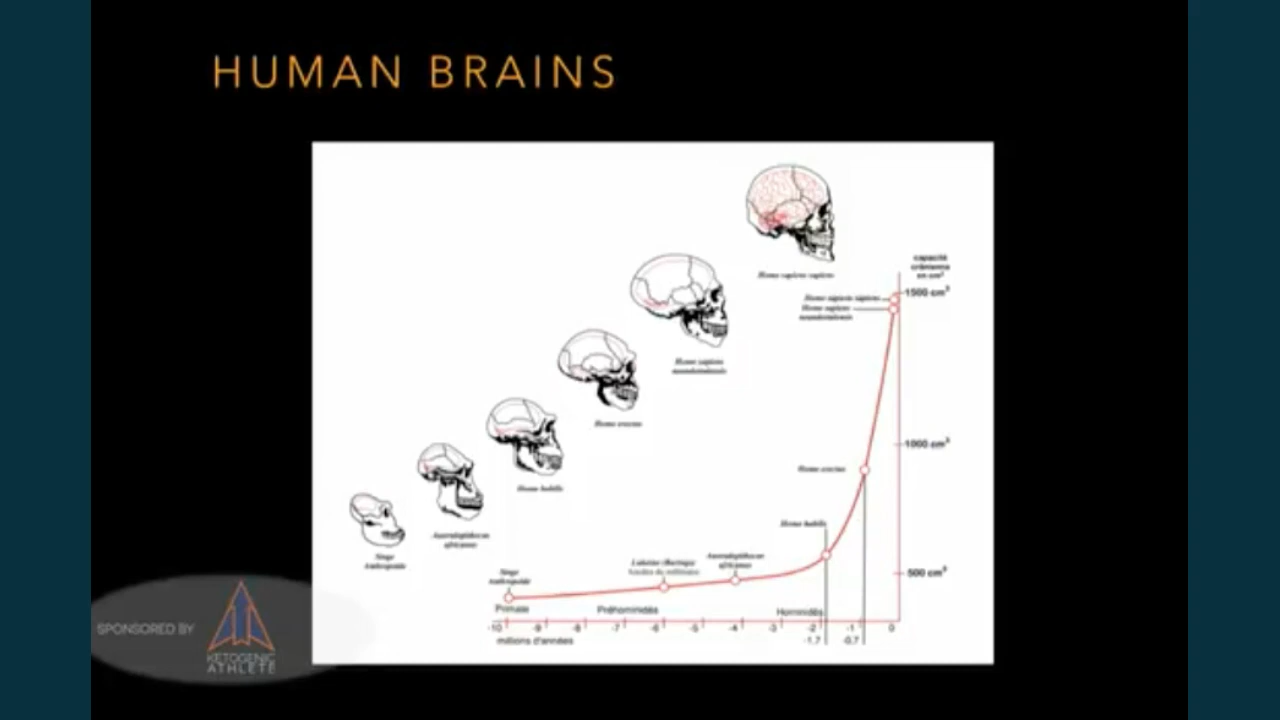 HUMAN BRAINS
Homo sapiens sapiens
Homo sapiens
neandertalensis
Homo erectus
Homo habilis
Australopithecus
africanus
Singe
Anthropoïde
capacité
crânienne
en cm³
1500 cm³
Homo sapiens sapiens
Homo sapiens
neandertalensis
1000 cm³
Homo erectus
Homo habilis
Australopithecus
africanus
Singe
Anthropoïde
500 cm³
Primate
Préhominidés
Hominidés
-10 -9 -8 -7 -6 -5 -4 -3 -2 -1 0
millions d'années
-1,7 -0,7
SPONSORED BY
KETOGENIC
ATHLETE